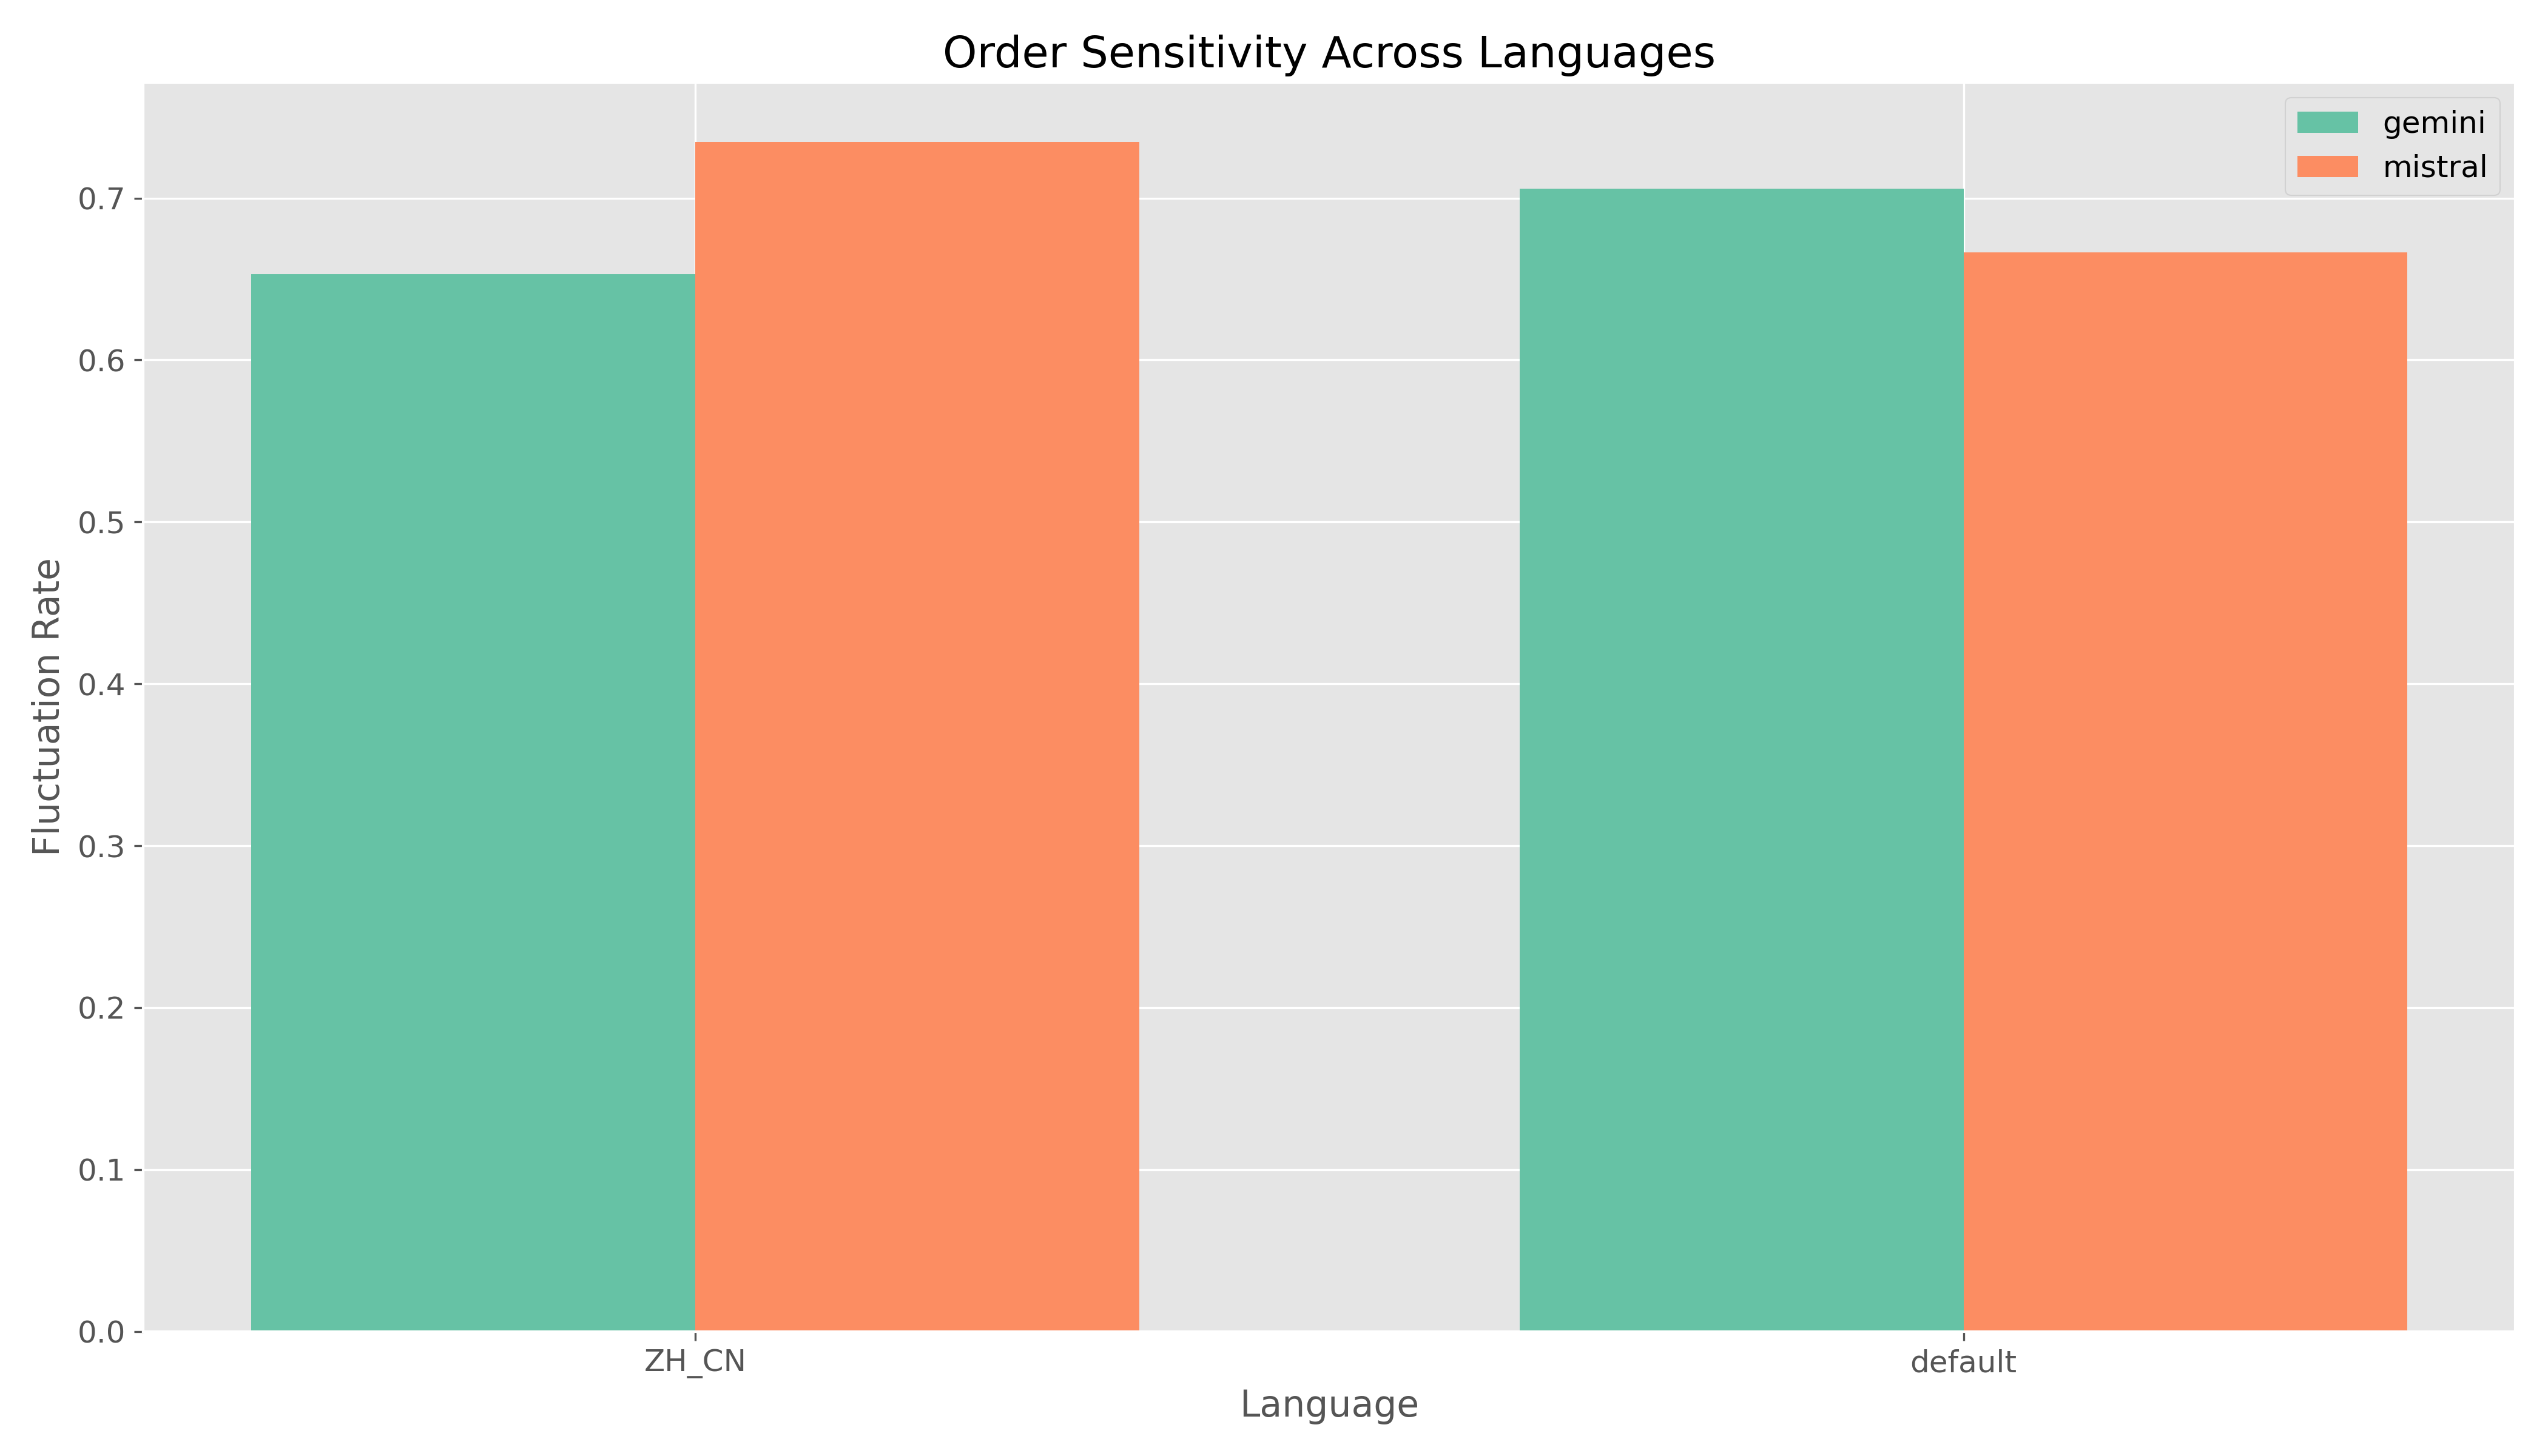 Order Sensitivity Across Languages
gemini
mistral
Fluctuation Rate
0.7
0.6
0.5
0.4
0.3
0.2
0.1
0.0
ZH_CN
default
Language